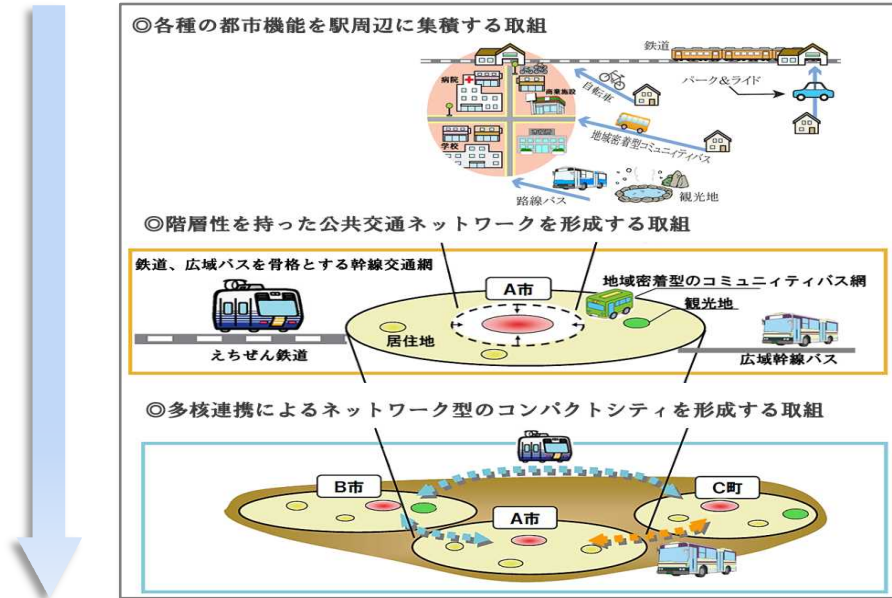 ◎各種の都市機能を駅周辺に集積する取組
鉄道
病院
商業施設
自転車
パーク&ライド
地域密着型コミュニティバス
学校
路線バス
観光地
◎階層性を持った公共交通ネットワークを形成する取組
鉄道、広域バスを骨格とする幹線交通網
A市
地域密着型のコミュニティバス網
観光地
居住地
えちぜん鉄道
広域幹線バス
◎多核連携によるネットワーク型のコンパクトシティを形成する取組
B市
C町
A市